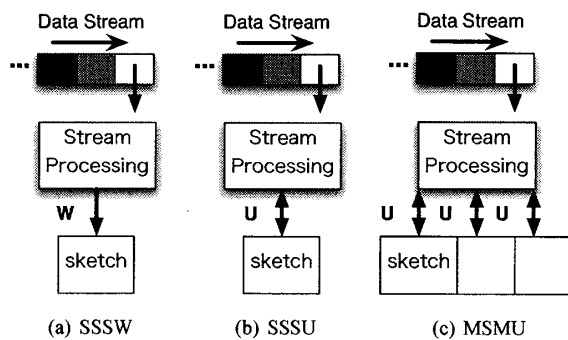 Data Stream Data Stream Data Stream
... ... ...
Stream Processing Stream Processing Stream Processing
W U U U U
sketch sketch sketch
(a) SSSW (b) SSSU (c) MSMU